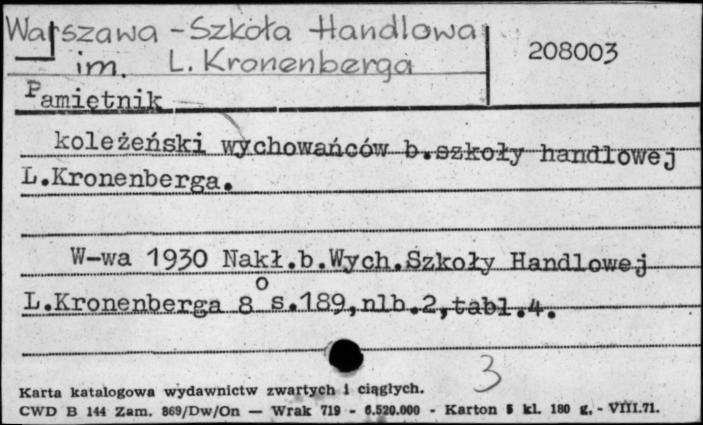 Warszawa - Szkoła Handlowa
im. L. Kronenberga
208003
Pamiętnik
koleżeński wychowańców b.szkoły handlowej
L.Kronenberga.
W-wa 1930 Nakł.b.Wych.Szkoły Handlowej
L.Kronenberga 8° s.189,nlb.2,tabl.4.
3
Karta katalogowa wydawnictw zwartych i ciągłych.
CWD B 144 Zam. 869/Dw/On — Wrak 719 - 6.520.000 - Karton 5 kl. 180 g. - VIII.71.